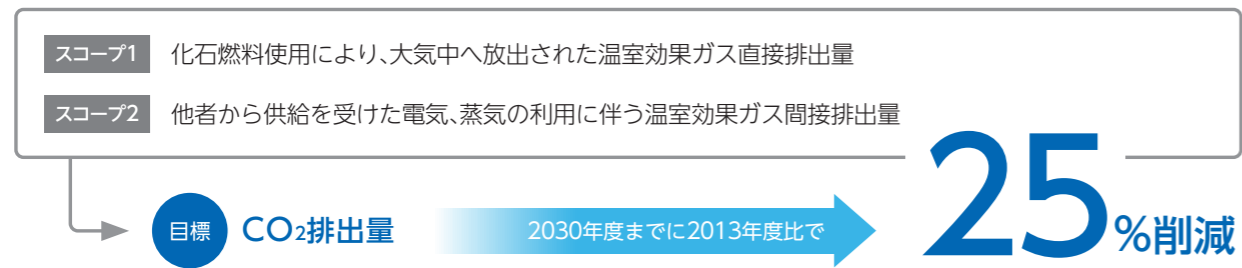 スコープ1 化石燃料使用により、大気中へ放出された温室効果ガス直接排出量
スコープ2 他者から供給を受けた電気、蒸気の利用に伴う温室効果ガス間接排出量
目標 CO2排出量 2030年度までに2013年度比で 25%削減